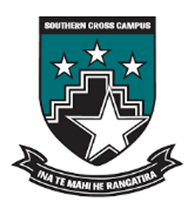 SOUTHERN CROSS CAMPUS
INA TE MAHI HE RANGATIRA